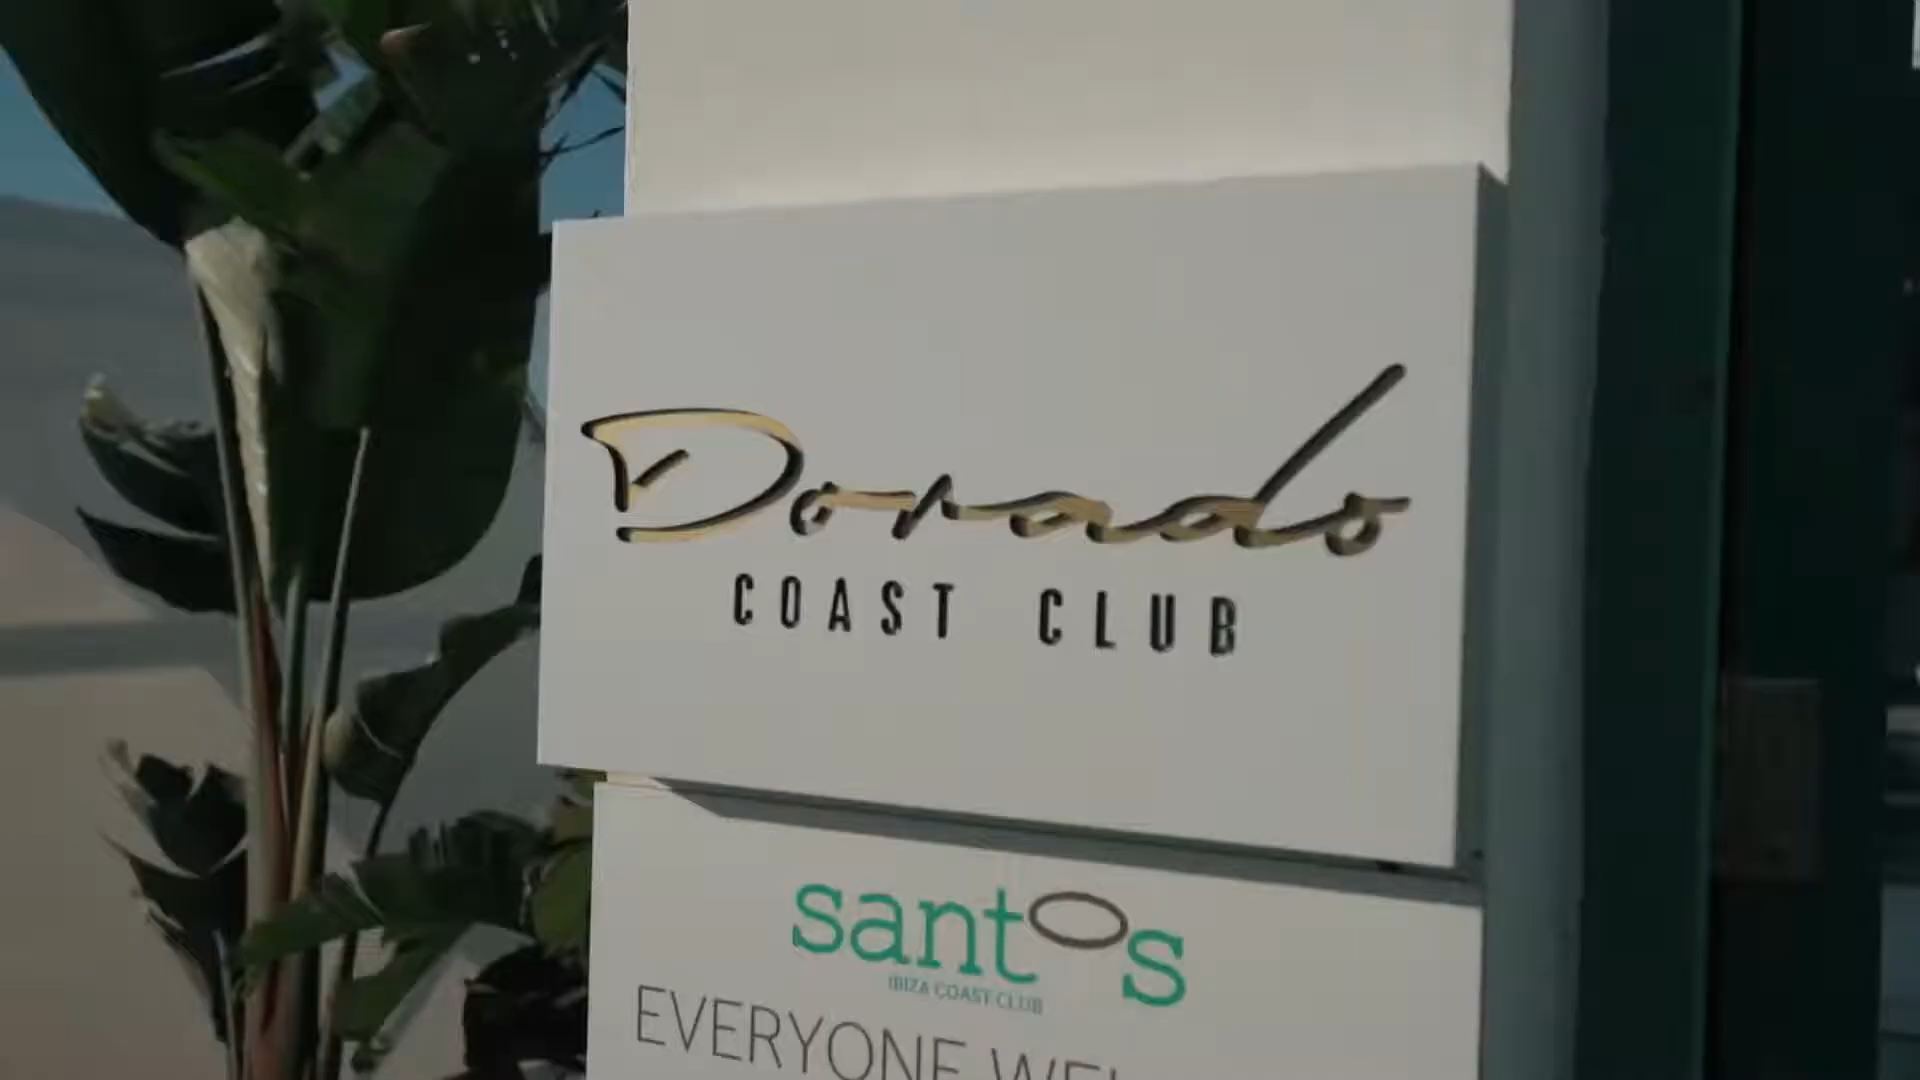 Dorado
COAST CLUB
santos
IBIZA COAST CLUB
EVERYONE